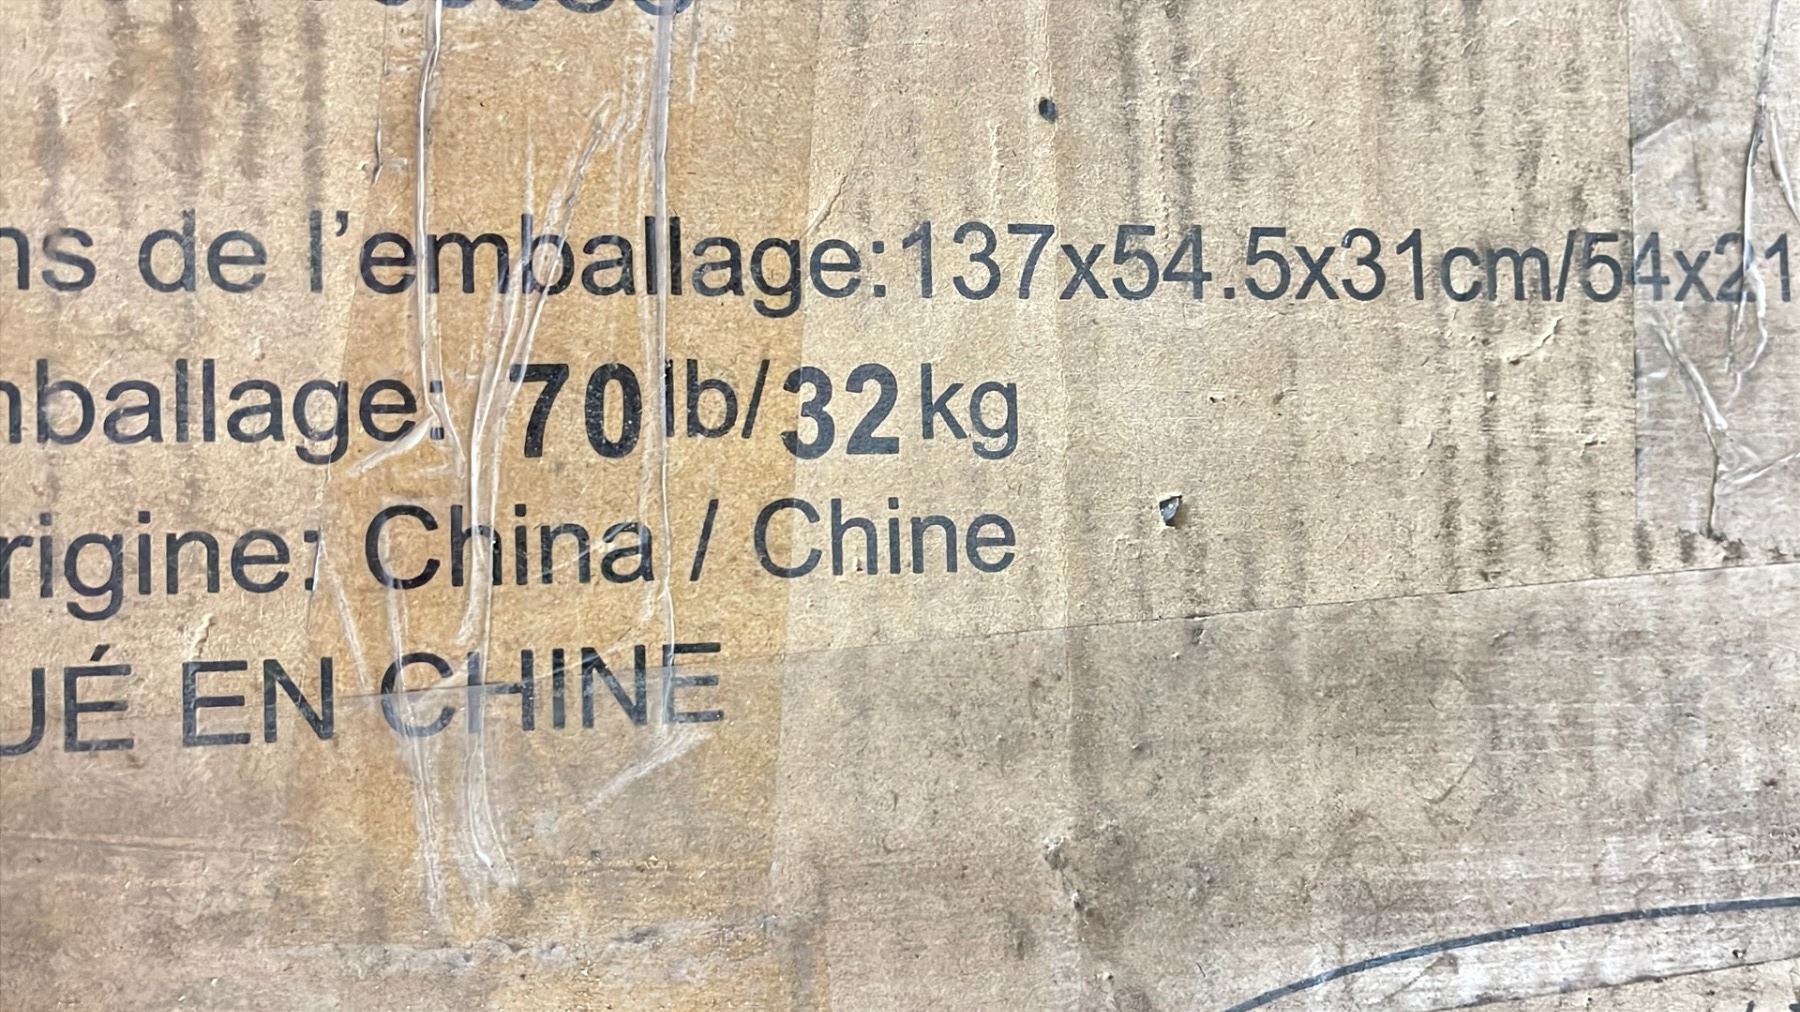 ns de l'emballage:137x54.5x31cm/54x21
mballage: 70lb/32kg
rigine: China / Chine
UÉ EN CHINE